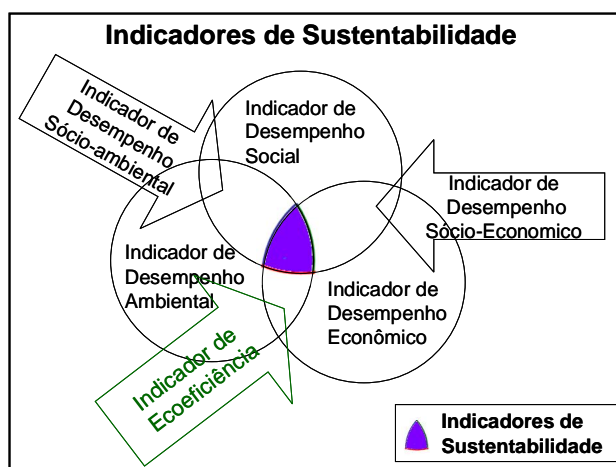 Indicadores de Sustentabilidade
Indicador de
Desempenho
Sócio-ambiental
Indicador de
Desempenho
Social
Indicador de
Desempenho
Sócio-Economico
Indicador de
Desempenho
Ambiental
Indicador de
Desempenho
Econômico
Indicador de
Ecoeficiência
Indicadores de
Sustentabilidade